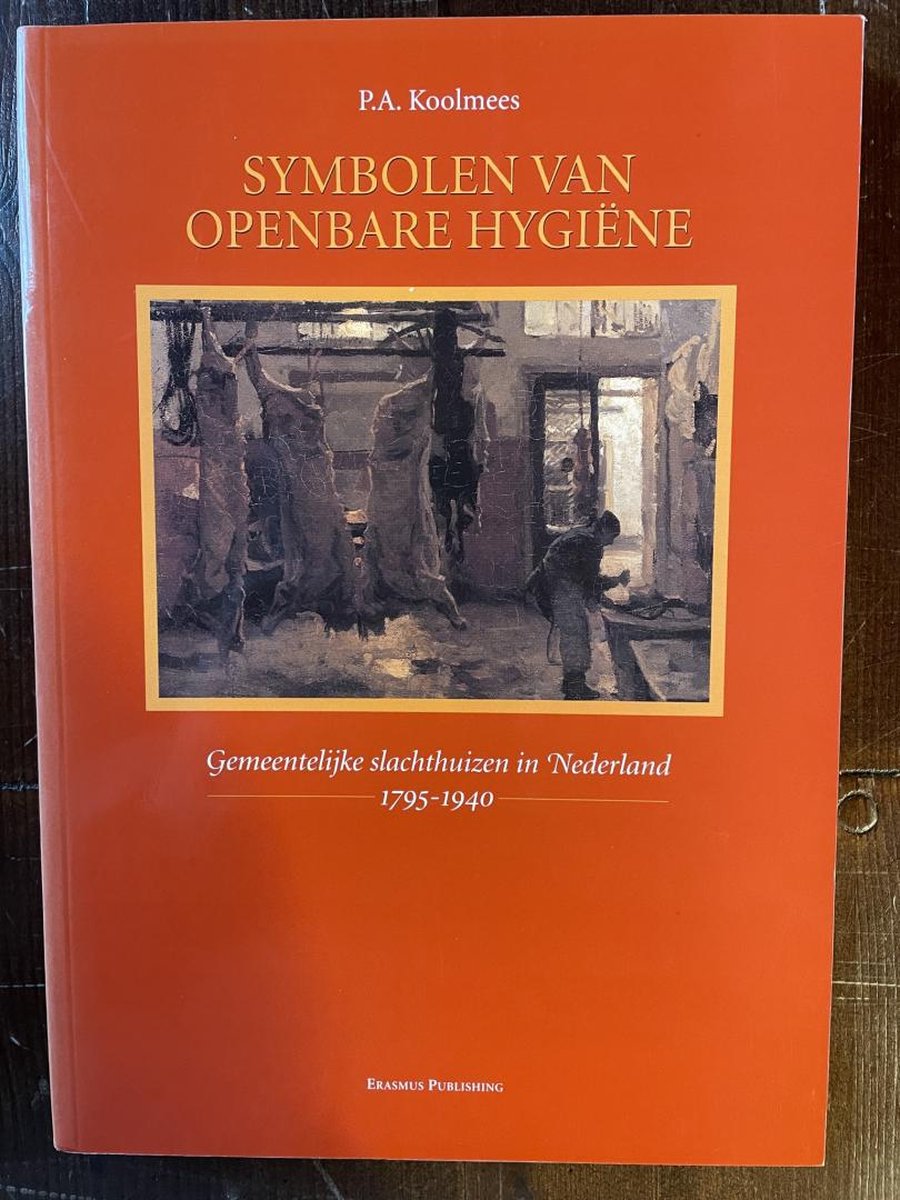 P.A. Koolmees
SYMBOLEN VAN
OPENBARE HYGIËNE
Gemeentelijke slachthuizen in Nederland
1795-1940
ERASMUS PUBLISHING